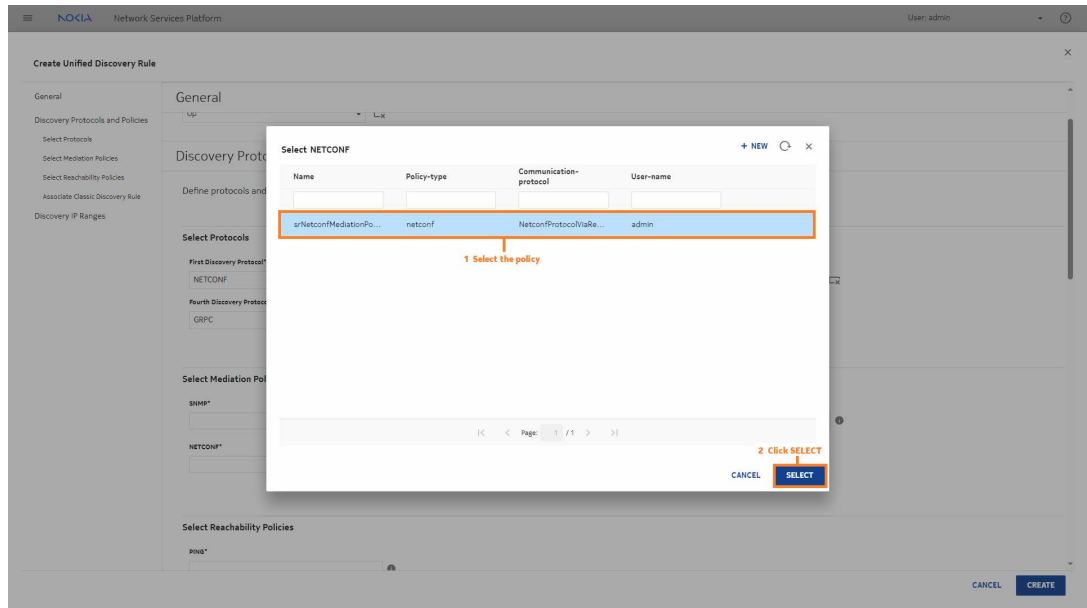 NOKIA Network Services Platform User: admin
Create Unified Discovery Rule
General
Discovery Protocols and Policies
Select Protocols
Select Mediation Policies
Select Reachability Policies
Associate Classic Discovery Rule
Discovery IP Ranges
General
Up
Discovery Proto
Define protocols and
Select Protocols
First Discovery Protocol*
NETCONF
Fourth Discovery Protoco
GRPC
Select Mediation Pol
SNMP*
NETCONF*
Select Reachability Policies
PING*
Select NETCONF
+ NEW
Name Policy-type Communication-protocol User-name
srNetconfMediationPo... netconf NetconfProtocolViaRe... admin
1 Select the policy
Page: 1 / 1
2 Click SELECT
CANCEL SELECT
CANCEL CREATE